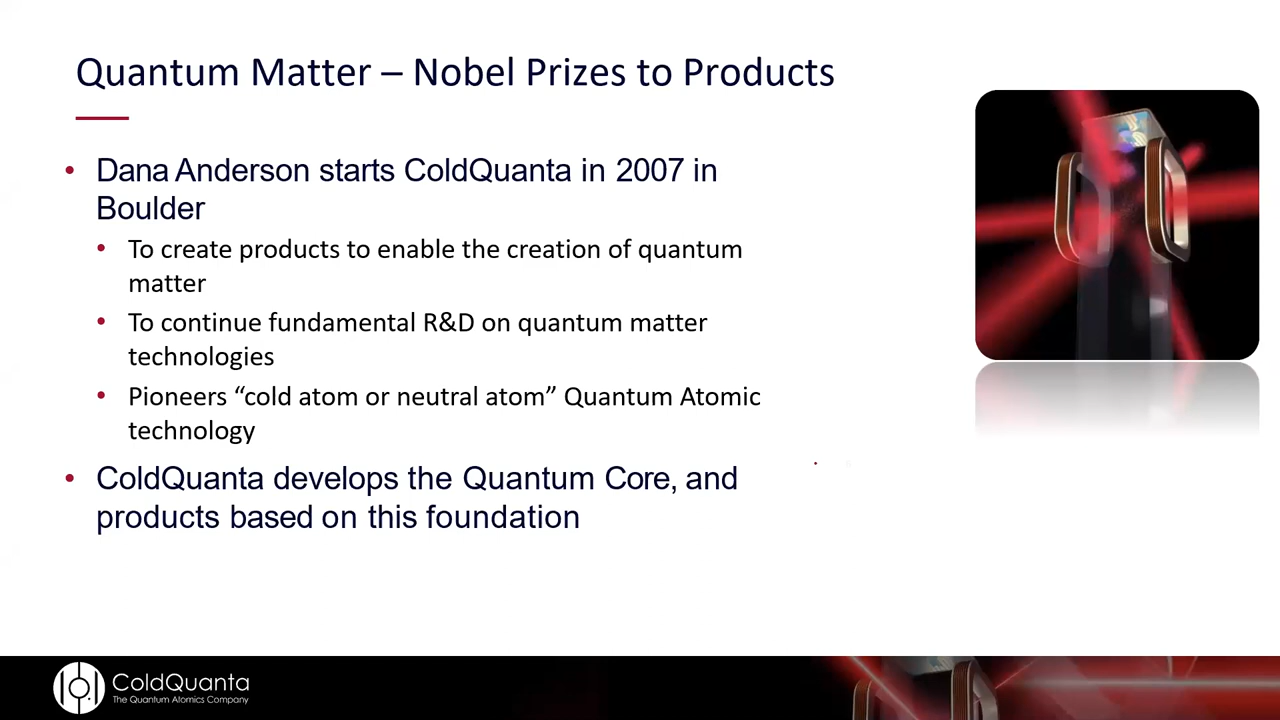 Quantum Matter – Nobel Prizes to Products
• Dana Anderson starts ColdQuanta in 2007 in
Boulder
• To create products to enable the creation of quantum
matter
• To continue fundamental R&D on quantum matter
technologies
• Pioneers “cold atom or neutral atom” Quantum Atomic
technology
• ColdQuanta develops the Quantum Core, and
products based on this foundation
ColdQuanta
The Quantum Atomics Company